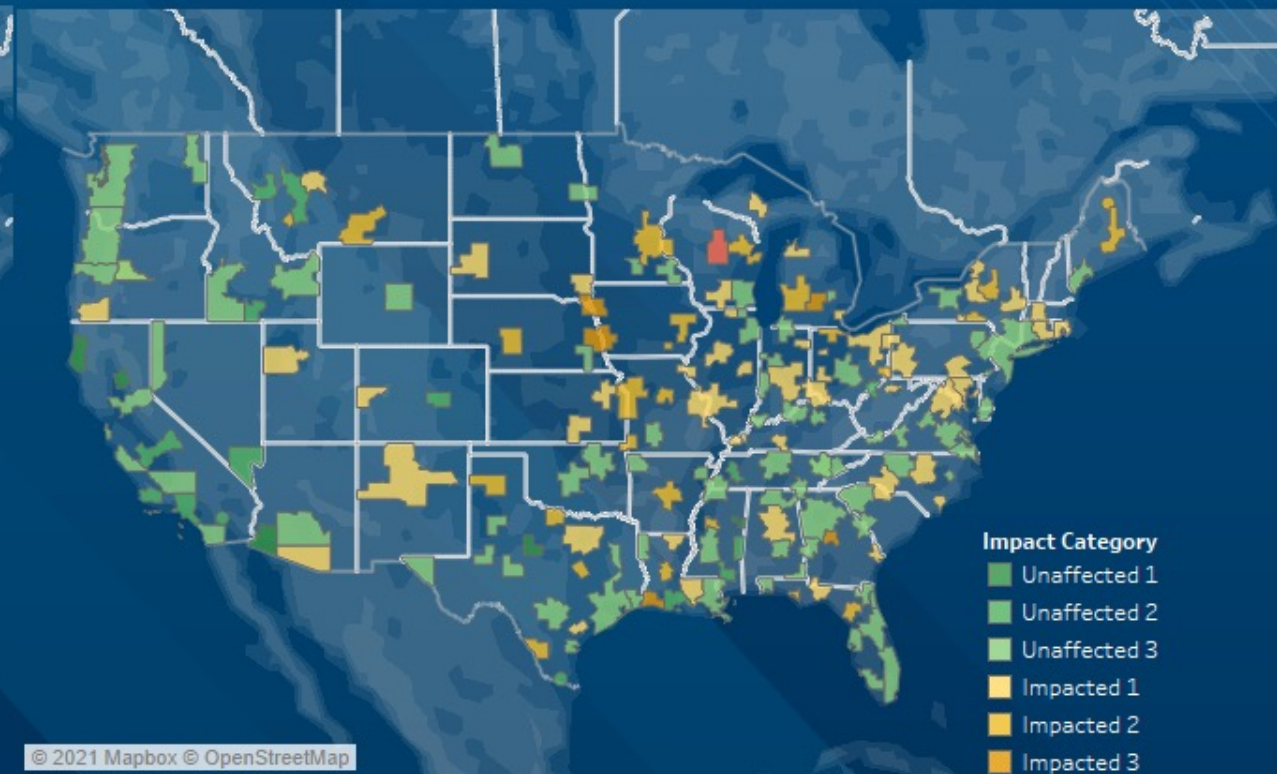 Impact Category
Unaffected 1
Unaffected 2
Unaffected 3
Impacted 1
Impacted 2
Impacted 3
© 2021 Mapbox © OpenStreetMap